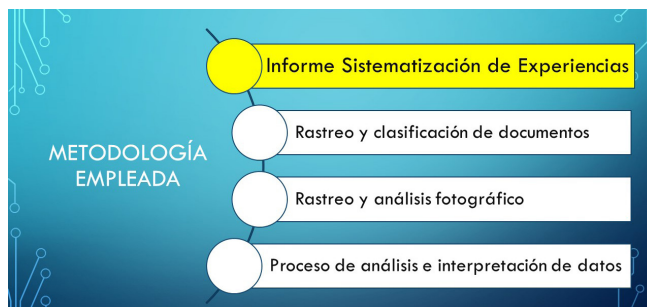 METODOLOGÍA
EMPLEADA
Informe Sistematización de Experiencias
Rastreo y clasificación de documentos
Rastreo y análisis fotográfico
Proceso de análisis e interpretación de datos